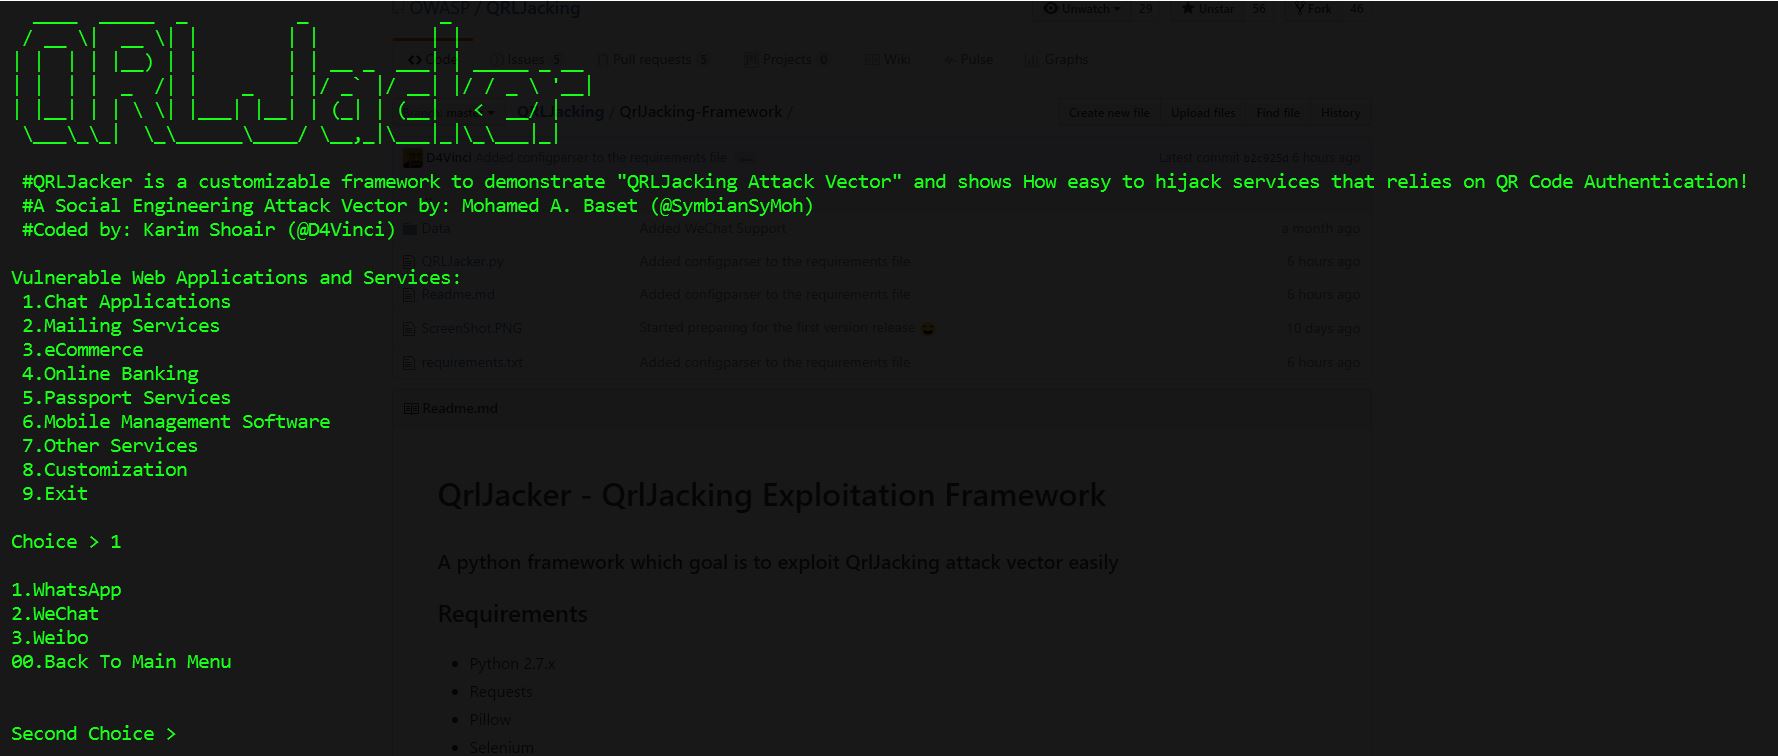 OWASP / QRLJacking
Unwatch 29 Unstar 56 Fork 46
Code Issues 5 Pull requests 5 Projects 0 Wiki Pulse Graphs
QRLJacking / QrlJacking-Framework /
Create new file Upload files Find file History
D4Vinci Added configparser to the requirements file
Latest commit b2c925d 6 hours ago
#QRLJacker is a customizable framework to demonstrate "QRLJacking Attack Vector" and shows How easy to hijack services that relies on QR Code Authentication!
#A Social Engineering Attack Vector by: Mohamed A. Baset (@SymbianSyMoh)
#Coded by: Karim Shoair (@D4Vinci)
Data Added WeChat Support a month ago
QRLJacker.py Added configparser to the requirements file 6 hours ago
Readme.md Added configparser to the requirements file 6 hours ago
ScreenShot.PNG Started preparing for the first version release 10 days ago
requirements.txt Added configparser to the requirements file 6 hours ago
Vulnerable Web Applications and Services:
1.Chat Applications
2.Mailing Services
3.eCommerce
4.Online Banking
5.Passport Services
6.Mobile Management Software
7.Other Services
8.Customization
9.Exit
Choice > 1
1.WhatsApp
2.WeChat
3.Weibo
00.Back To Main Menu
Second Choice >
Readme.md
QrlJacker - QrlJacking Exploitation Framework
A python framework which goal is to exploit QrlJacking attack vector easily
Requirements
Python 2.7.x
Requests
Pillow
Selenium